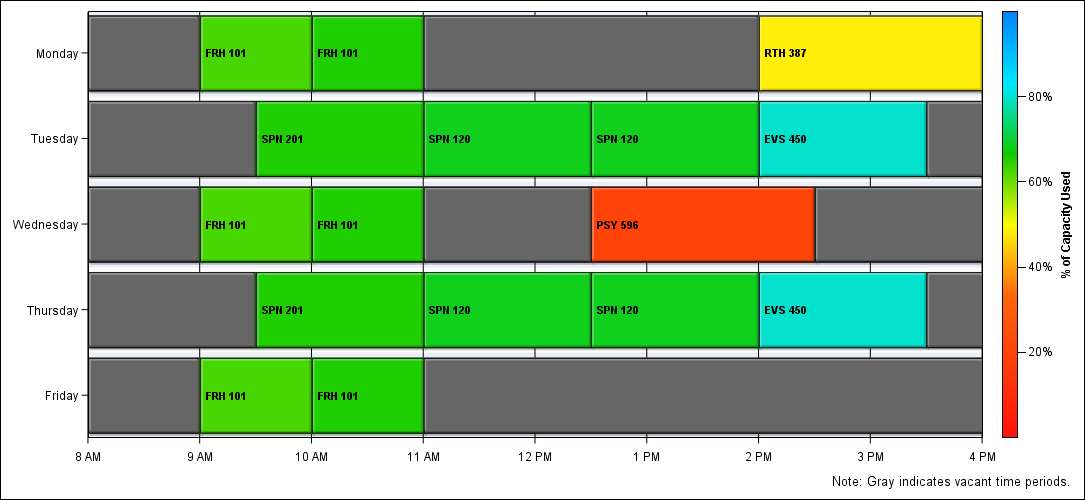 Monday FRH 101 FRH 101 RTH 387
Tuesday SPN 201 SPN 120 SPN 120 EVS 450
Wednesday FRH 101 FRH 101 PSY 596
Thursday SPN 201 SPN 120 SPN 120 EVS 450
Friday FRH 101 FRH 101
8 AM 9 AM 10 AM 11 AM 12 PM 1 PM 2 PM 3 PM 4 PM
80%
60%
40%
20%
% of Capacity Used
Note: Gray indicates vacant time periods.